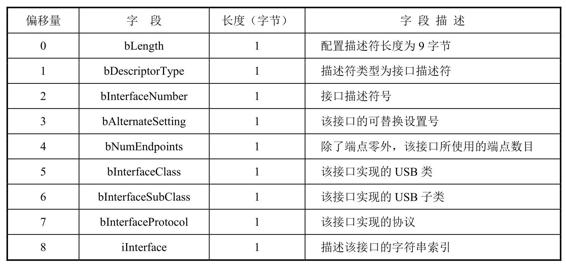 偏移量 字 段 长度（字节） 字 段 描 述
0 bLength 1 配置描述符长度为 9 字节
1 bDescriptorType 1 描述符类型为接口描述符
2 bInterfaceNumber 1 接口描述符号
3 bAlternateSetting 1 该接口的可替换设置号
4 bNumEndpoints 1 除了端点零外，该接口所使用的端点数目
5 bInterfaceClass 1 该接口实现的 USB 类
6 bInterfaceSubClass 1 该接口实现的 USB 子类
7 bInterfaceProtocol 1 该接口实现的协议
8 iInterface 1 描述该接口的字符串索引